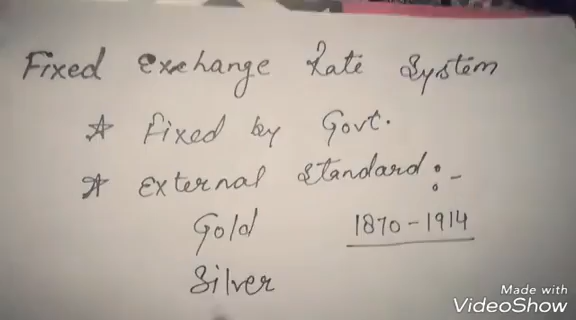 Fixed Exchange Rate System
☆ Fixed by Govt.
☆ External Standard :-
Gold 1870-1914
Silver
Made with
VideoShow